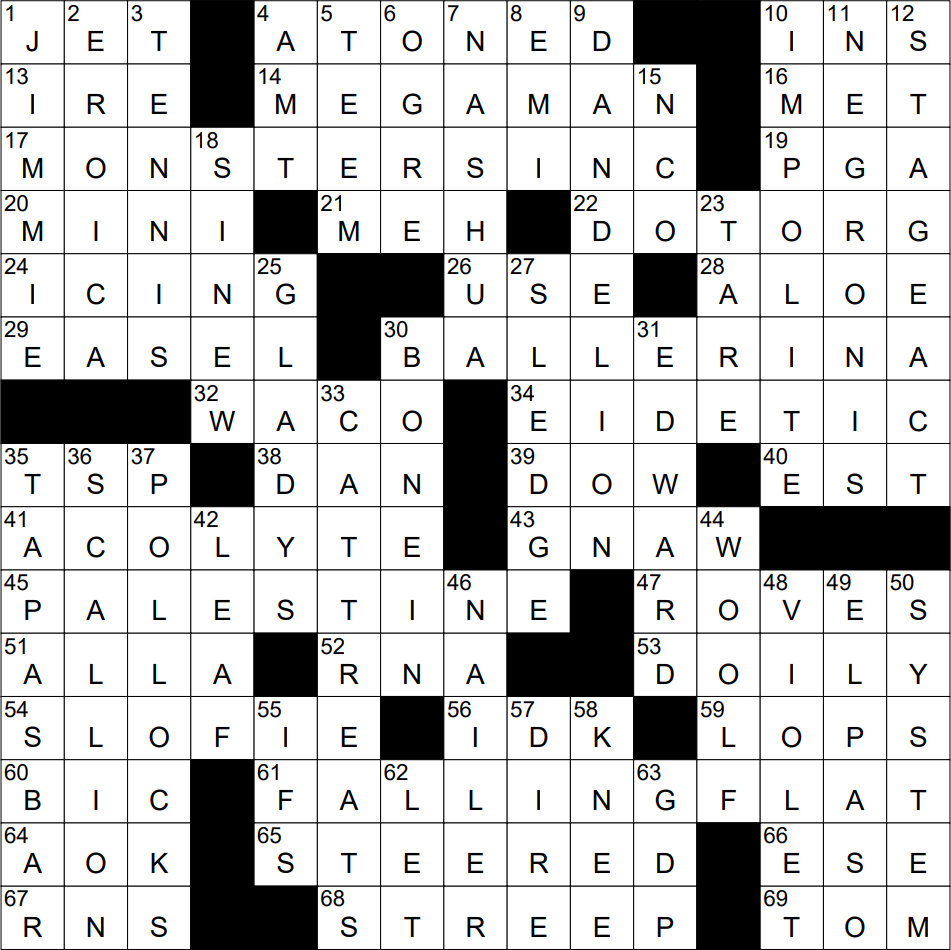 1 2 3 4 5 6 7 8 9 10 11 12
J E T A T O N E D I N S
13 14 15 16
I R E M E G A M A N M E T
17 18 19
M O N S T E R S I N C P G A
20 21 22 23
M I N I M E H D O T O R G
24 25 26 27 28
I C I N G U S E A L O E
29 30 31
E A S E L B A L L E R I N A
32 33 34
W A C O E I D E T I C
35 36 37 38 39 40
T S P D A N D O W E S T
41 42 43 44
A C O L Y T E G N A W
45 46 47 48 49 50
P A L E S T I N E R O V E S
51 52 53
A L L A R N A D O I L Y
54 55 56 57 58 59
S L O F I E I D K L O P S
60 61 62 63
B I C F A L L I N G F L A T
64 65 66
A O K S T E E R E D E S E
67 68 69
R N S S T R E E P T O M